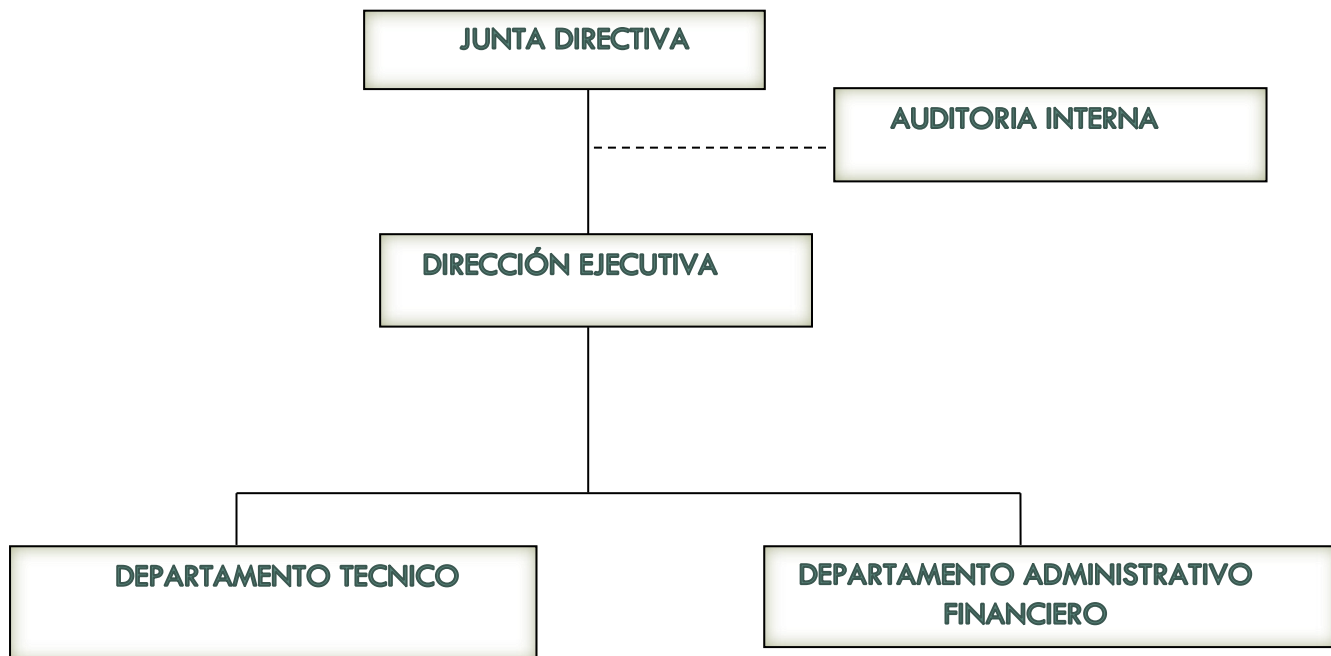 JUNTA DIRECTIVA
AUDITORIA INTERNA
DIRECCIÓN EJECUTIVA
DEPARTAMENTO TECNICO
DEPARTAMENTO ADMINISTRATIVO
FINANCIERO